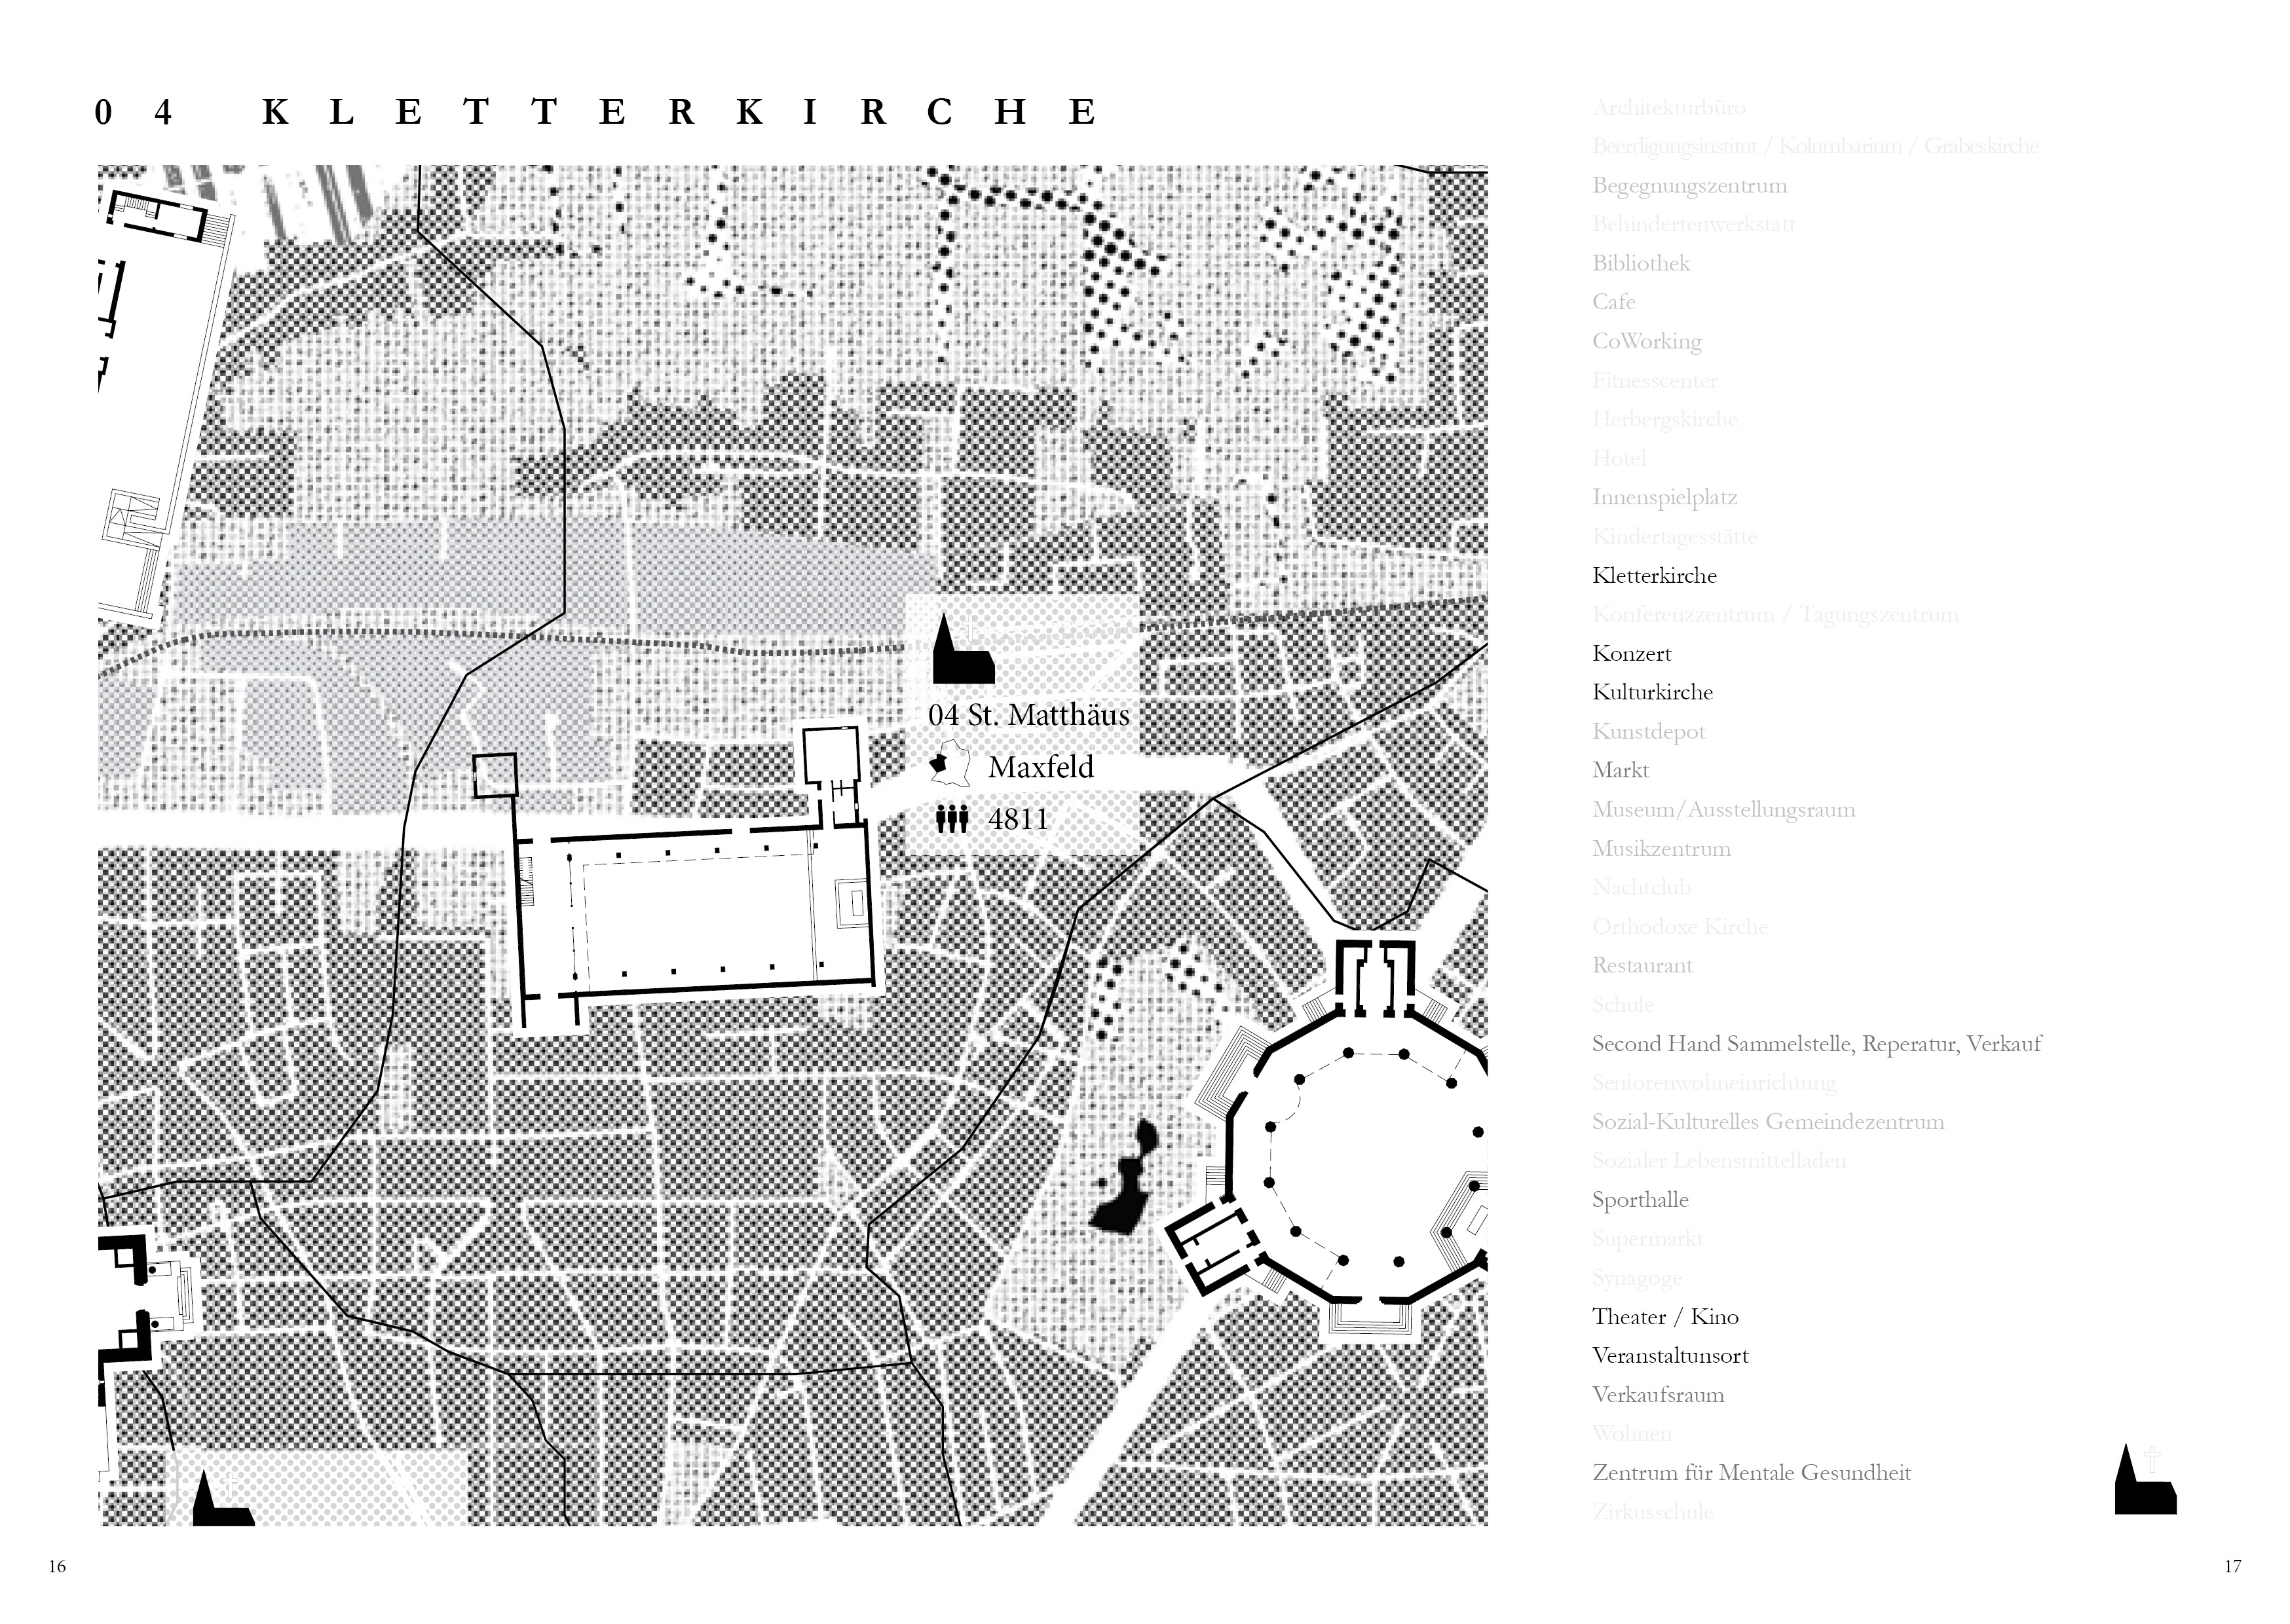 04 KLETTERKIRCHE
04 St. Matthäus
Maxfeld
4811
Architekturbüro
Beerdigungsinstitut / Kolumbarium / Grabeskirche
Begegnungszentrum
Behindertenwerkstatt
Bibliothek
Cafe
CoWorking
Fitnesscenter
Herbergskirche
Hotel
Innenspielplatz
Kindertagesstätte
Kletterkirche
Konferenzzentrum / Tagungszentrum
Konzert
Kulturkirche
Kunstdepot
Markt
Museum/Ausstellungsraum
Musikzentrum
Nachtclub
Orthodoxe Kirche
Restaurant
Schule
Second Hand Sammelstelle, Reperatur, Verkauf
Seniorenwohneinrichtung
Sozial-Kulturelles Gemeindezentrum
Sozialer Lebensmittelladen
Sporthalle
Supermarkt
Synagoge
Theater / Kino
Veranstaltunsort
Verkaufsraum
Wohnen
Zentrum für Mentale Gesundheit
Zirkusschule
16
17